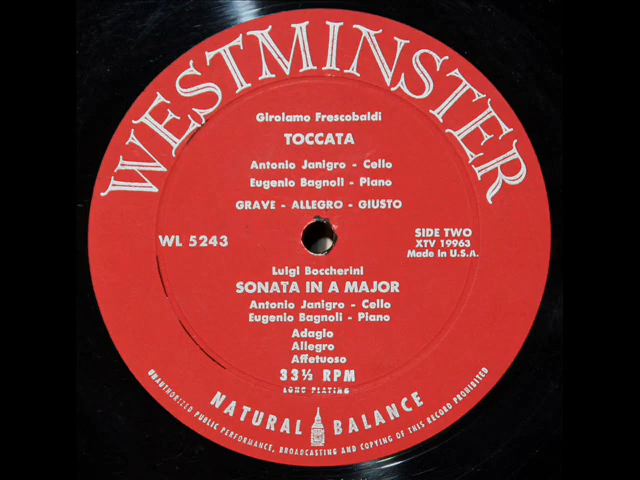 WESTMINSTER
Girolamo Frescobaldi
TOCCATA
Antonio Janigro - Cello
Eugenio Bagnoli - Piano
GRAVE - ALLEGRO - GIUSTO
WL 5243
SIDE TWO
XTV 19963
Made in U.S.A.
Luigi Boccherini
SONATA IN A MAJOR
Antonio Janigro - Cello
Eugenio Bagnoli - Piano
Adagio
Allegro
Affetuoso
33⅓ RPM
LONG PLAYING
NATURAL BALANCE
UNAUTHORIZED PUBLIC PERFORMANCE, BROADCASTING AND COPYING OF THIS RECORD PROHIBITED